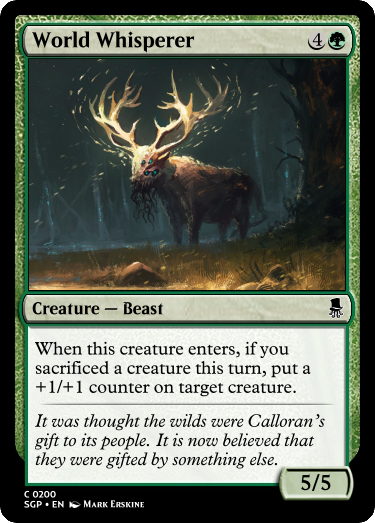 World Whisperer 4
Creature — Beast
When this creature enters, if you
sacrificed a creature this turn, put a
+1/+1 counter on target creature.
It was thought the wilds were Calloran's
gift to its people. It is now believed that
they were gifted by something else.
5/5
C 0200
SGP • EN Mark Erskine